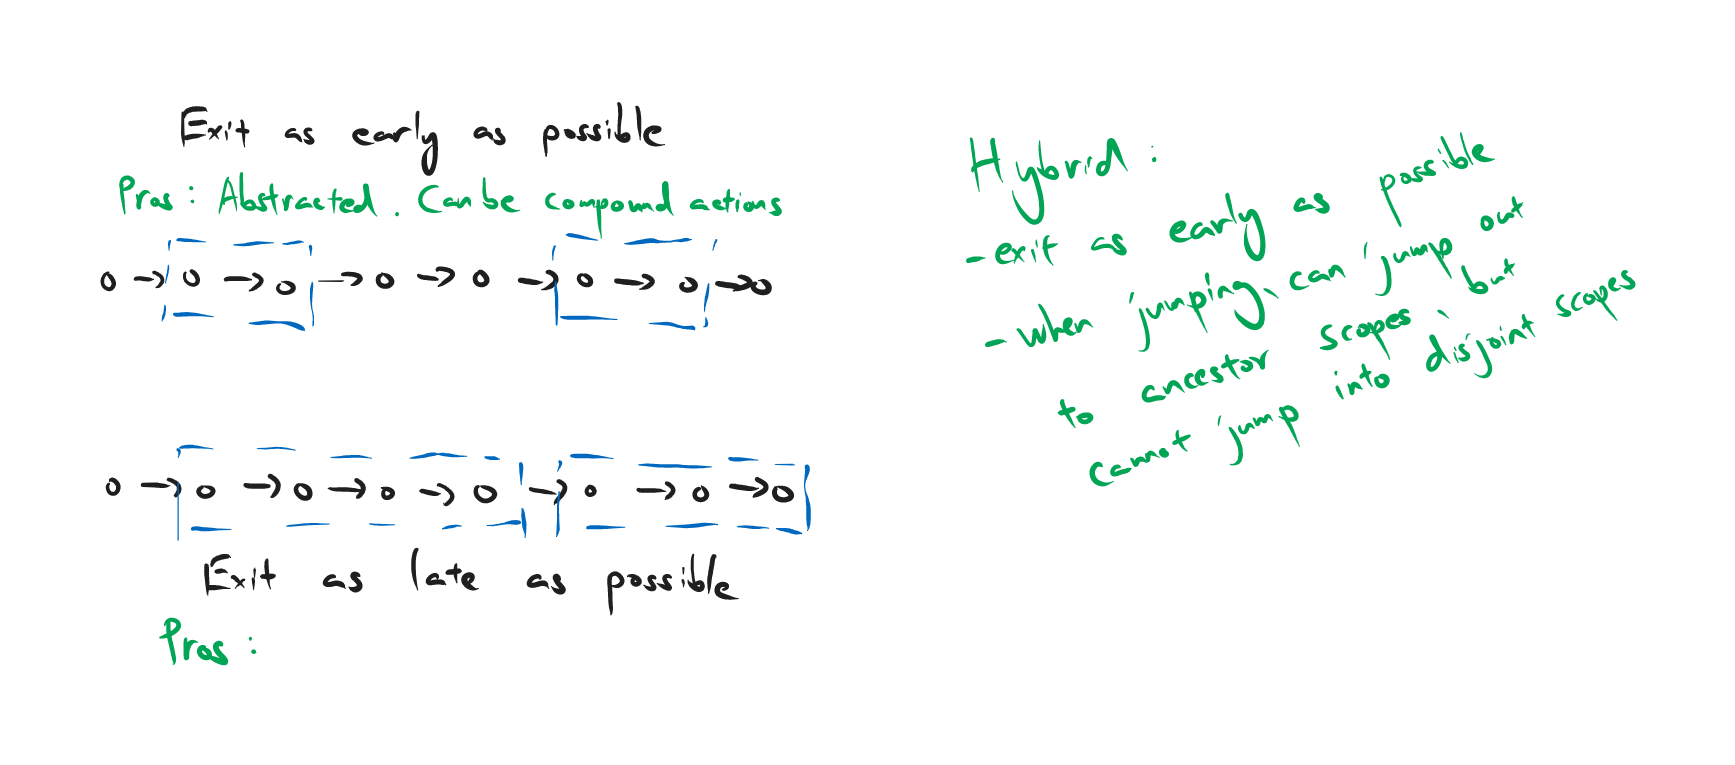 Exit as early as possible
Pros: Abstracted. Can be compound actions
Exit as late as possible
Pros:
Hybrid:
- exit as early as possible
- when jumping, can jump out
to ancestor scopes, but
cannot jump into disjoint scopes